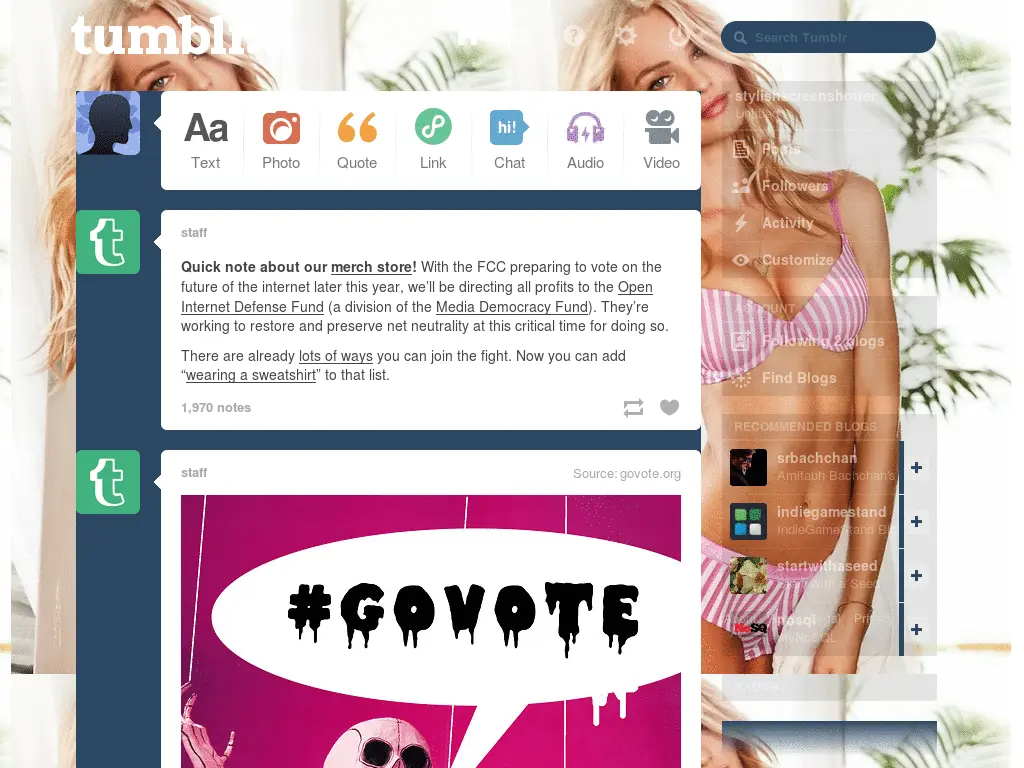 tumblr
Search Tumblr
stylishscreenshotter
Aa
hi!
Text
Photo
Quote
Link
Chat
Audio
Video
Posts
Followers
Activity
Customize
staff
Quick note about our merch store! With the FCC preparing to vote on the
future of the internet later this year, we’ll be directing all profits to the Open
Internet Defense Fund (a division of the Media Democracy Fund). They’re
working to restore and preserve net neutrality at this critical time for doing so.
There are already lots of ways you can join the fight. Now you can add
“wearing a sweatshirt” to that list.
1,970 notes
ACCOUNT
Following 2 blogs
Find Blogs
RECOMMENDED BLOGS
srbachchan
Amitabh Bachchan's
indiegamestand
IndieGameStand Bl
startwithaseed
With a Seed
nosql
MyNoSQL
RADAR
staff
Source: govote.org
#GOVOTE